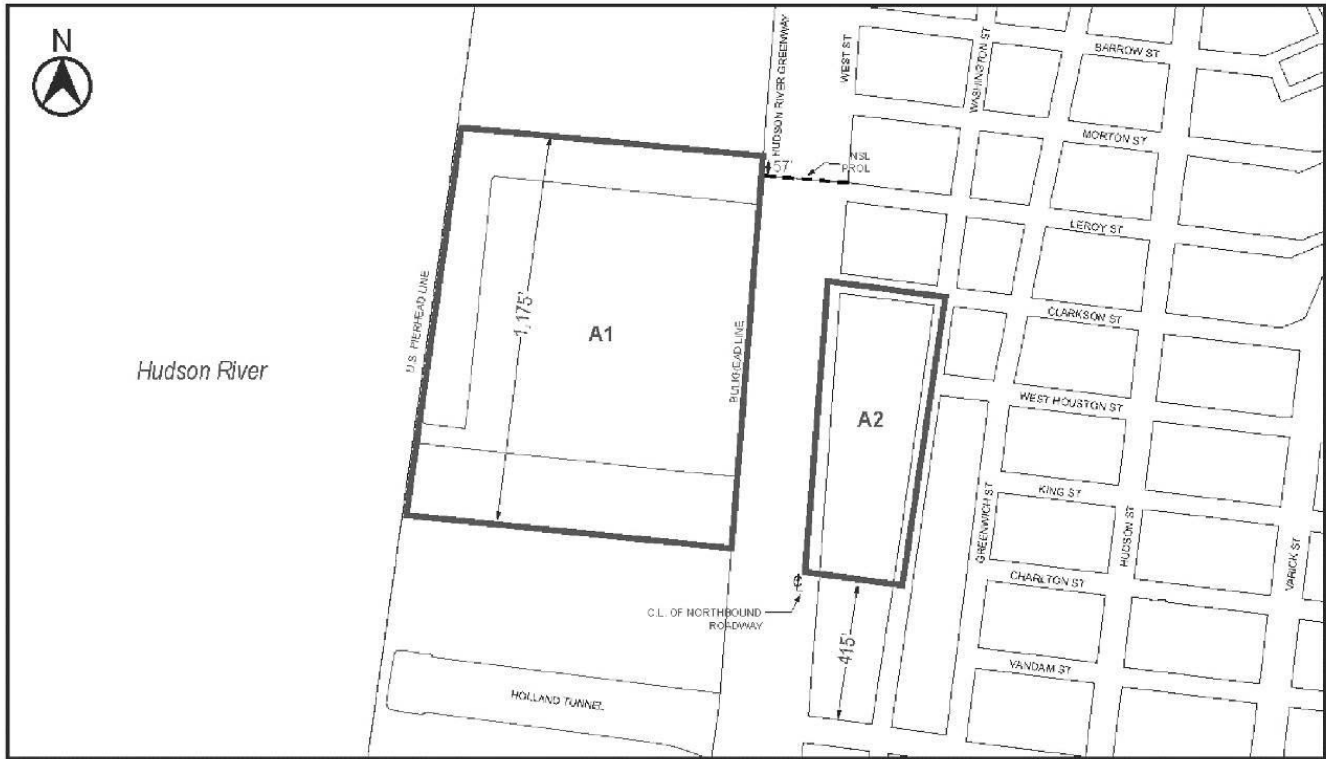 N
HUDSON RIVER GREENWAY
WEST ST
WASHINGTON ST
BARROW ST
MORTON ST
57'
NSL
PROL
LEROY ST
U.S. PIERHEAD LINE
1,175'
A1
BULKHEAD LINE
Hudson River
CLARKSON ST
A2
WEST HOUSTON ST
KING ST
GREENWICH ST
HUDSON ST
VARICK ST
CHARLTON ST
C.L. OF NORTHBOUND
ROADWAY
415'
VANDAM ST
HOLLAND TUNNEL